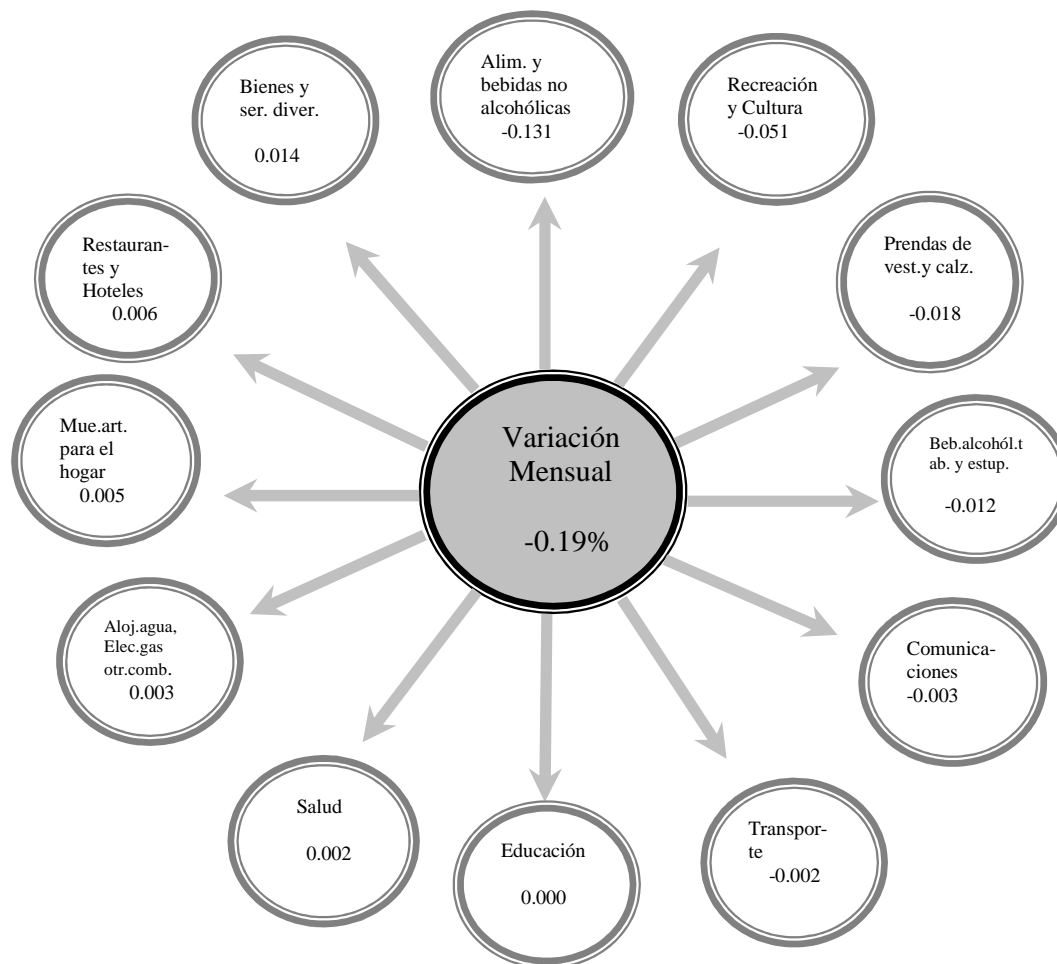 Alim. y
bebidas no
alcohólicas
-0.131
Recreación
y Cultura
-0.051
Prendas de
vest.y calz.
-0.018
Beb.alcohól.t
ab. y estup.
-0.012
Comunica-
ciones
-0.003
Transpor-
te
-0.002
Educación
0.000
Salud
0.002
Aloj.agua,
Elec.gas
otr.comb.
0.003
Mue.art.
para el
hogar
0.005
Restauran-
tes y
Hoteles
0.006
Bienes y
ser. diver.
0.014
Variación
Mensual
-0.19%